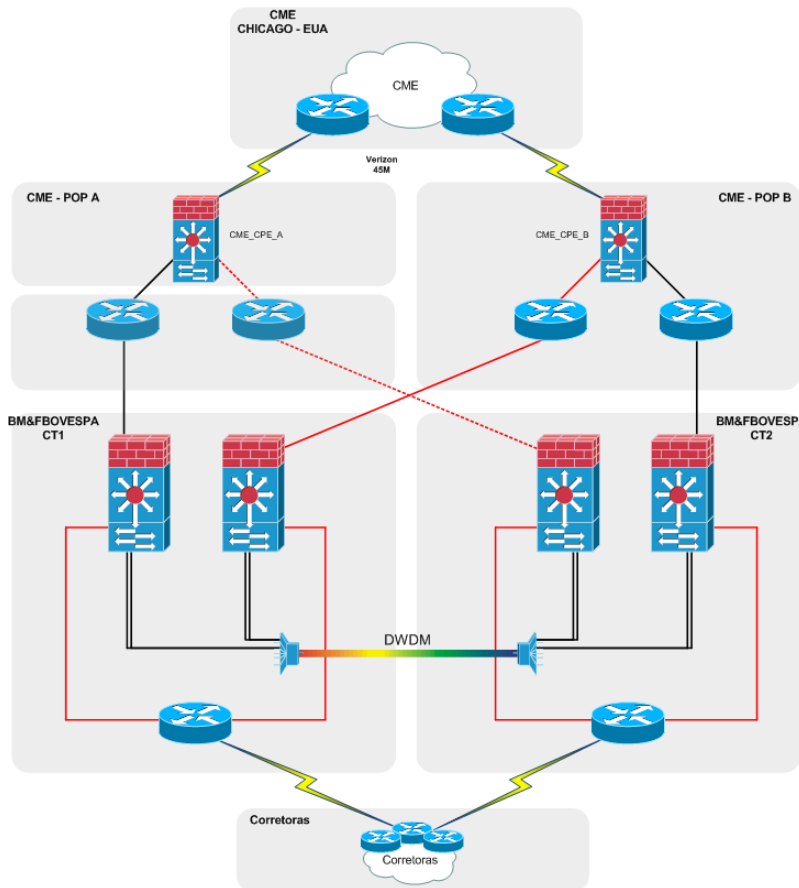 CME
CHICAGO - EUA
CME
Verizon
45M
CME - POP A
CME - POP B
CME_CPE_A
CME_CPE_B
BM&FBOVESPA
CT1
BM&FBOVESPA
CT2
DWDM
Corretoras
Corretoras